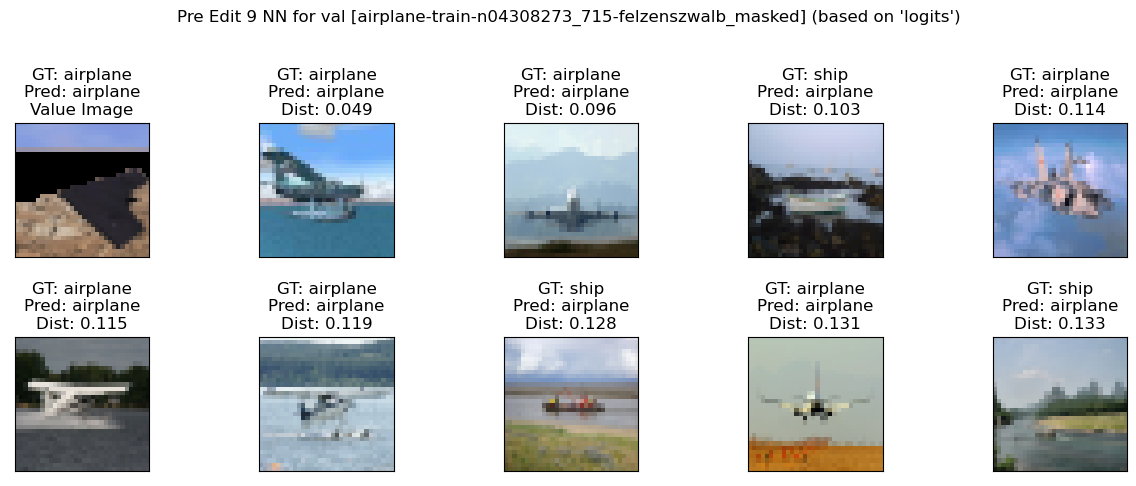 Pre Edit 9 NN for val [airplane-train-n04308273_715-felzenszwalb_masked] (based on 'logits')
GT: airplane
Pred: airplane
Value Image
GT: airplane
Pred: airplane
Dist: 0.049
GT: airplane
Pred: airplane
Dist: 0.096
GT: ship
Pred: airplane
Dist: 0.103
GT: airplane
Pred: airplane
Dist: 0.114
GT: airplane
Pred: airplane
Dist: 0.115
GT: airplane
Pred: airplane
Dist: 0.119
GT: ship
Pred: airplane
Dist: 0.128
GT: airplane
Pred: airplane
Dist: 0.131
GT: ship
Pred: airplane
Dist: 0.133